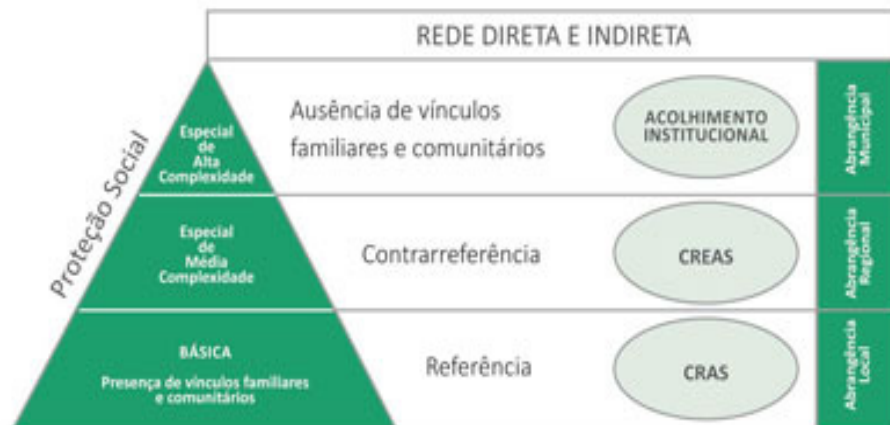 REDE DIRETA E INDIRETA
Proteção Social
Especial
de
Alta
Complexidade
Ausência de vínculos
familiares e comunitários
ACOLHIMENTO
INSTITUCIONAL
Abrangência
Municipal
Especial
de
Média
Complexidade
Contrarreferência
CREAS
Abrangência
Regional
BÁSICA
Presença de vínculos familiares
e comunitários
Referência
CRAS
Abrangência
Local